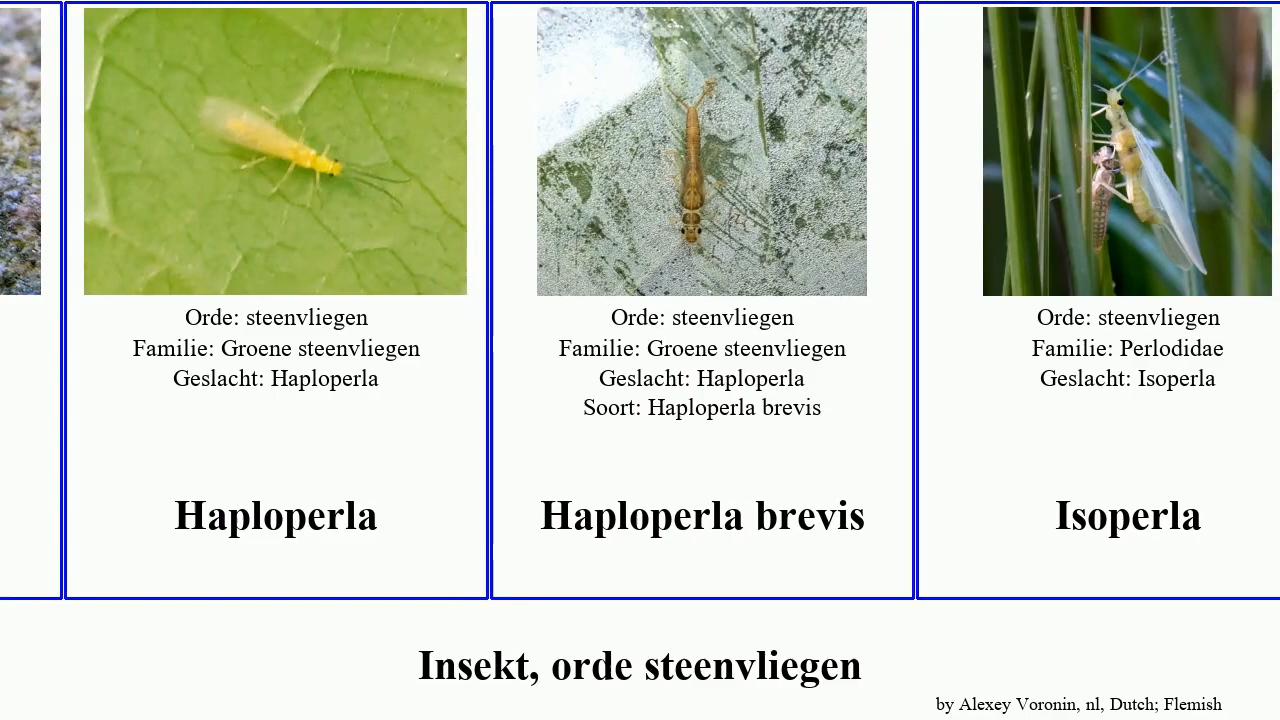 Orde: steenvliegen
Familie: Groene steenvliegen
Geslacht: Haploperla
Haploperla
Orde: steenvliegen
Familie: Groene steenvliegen
Geslacht: Haploperla
Soort: Haploperla brevis
Haploperla brevis
Orde: steenvliegen
Familie: Perlodidae
Geslacht: Isoperla
Isoperla
Insekt, orde steenvliegen
by Alexey Voronin, nl, Dutch; Flemish